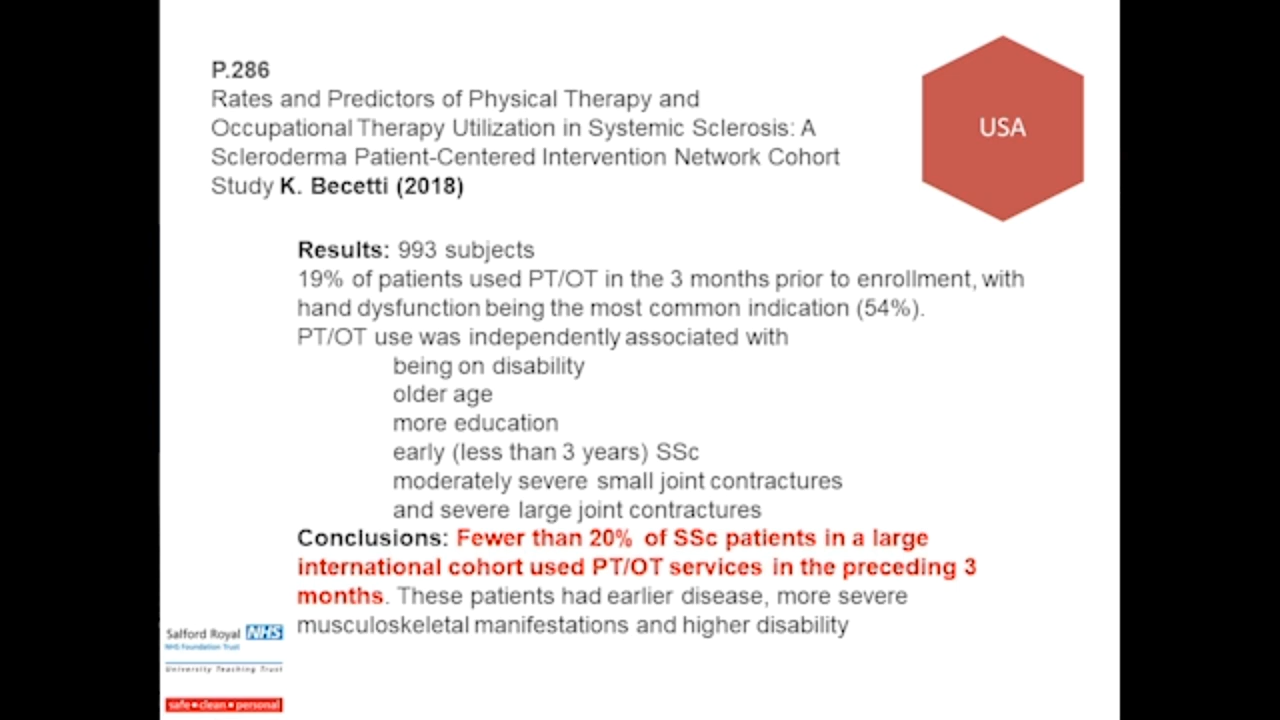 P.286
Rates and Predictors of Physical Therapy and
Occupational Therapy Utilization in Systemic Sclerosis: A
Scleroderma Patient-Centered Intervention Network Cohort
Study K. Becetti (2018)
USA
Results: 993 subjects
19% of patients used PT/OT in the 3 months prior to enrollment, with
hand dysfunction being the most common indication (54%).
PT/OT use was independently associated with
being on disability
older age
more education
early (less than 3 years) SSc
moderately severe small joint contractures
and severe large joint contractures
Conclusions: Fewer than 20% of SSc patients in a large
international cohort used PT/OT services in the preceding 3
months. These patients had earlier disease, more severe
musculoskeletal manifestations and higher disability
Salford Royal NHS
NHS Foundation Trust
University Teaching Trust
safe • clean • personal